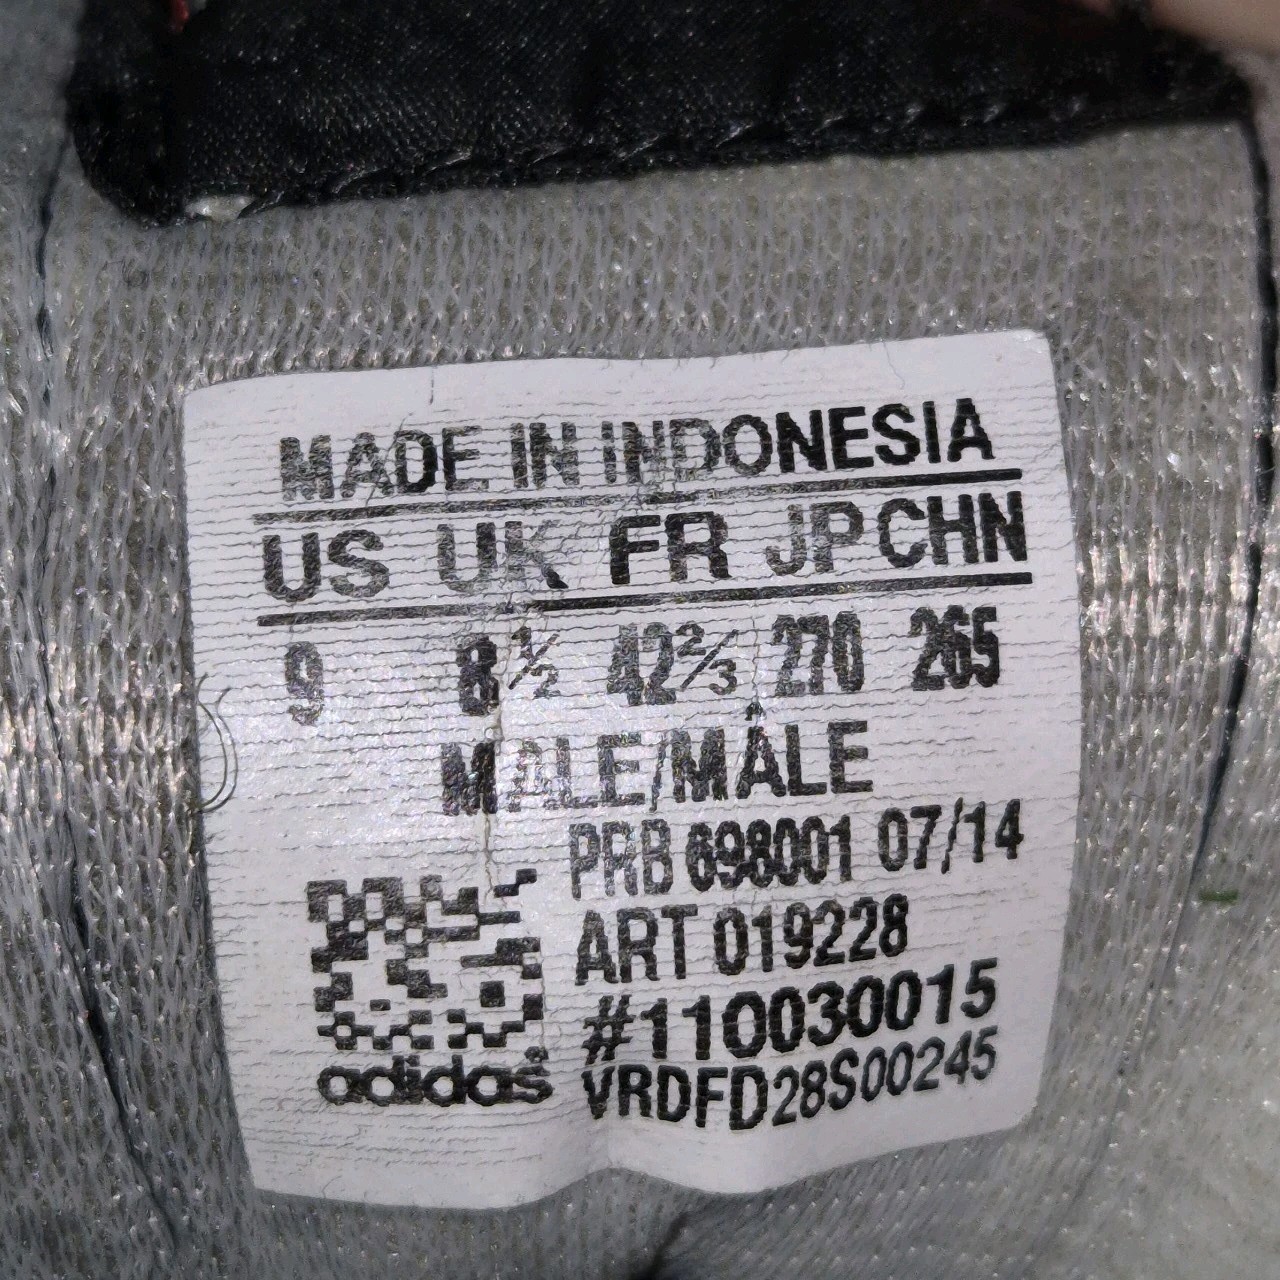 MADE IN INDONESIA
US UK FR JP CHN
9 8½ 42⅔ 270 265
MALE/MÂLE
PRB 698001 07/14
ART 019228
#110030015
adidas® VRDFD28S00245